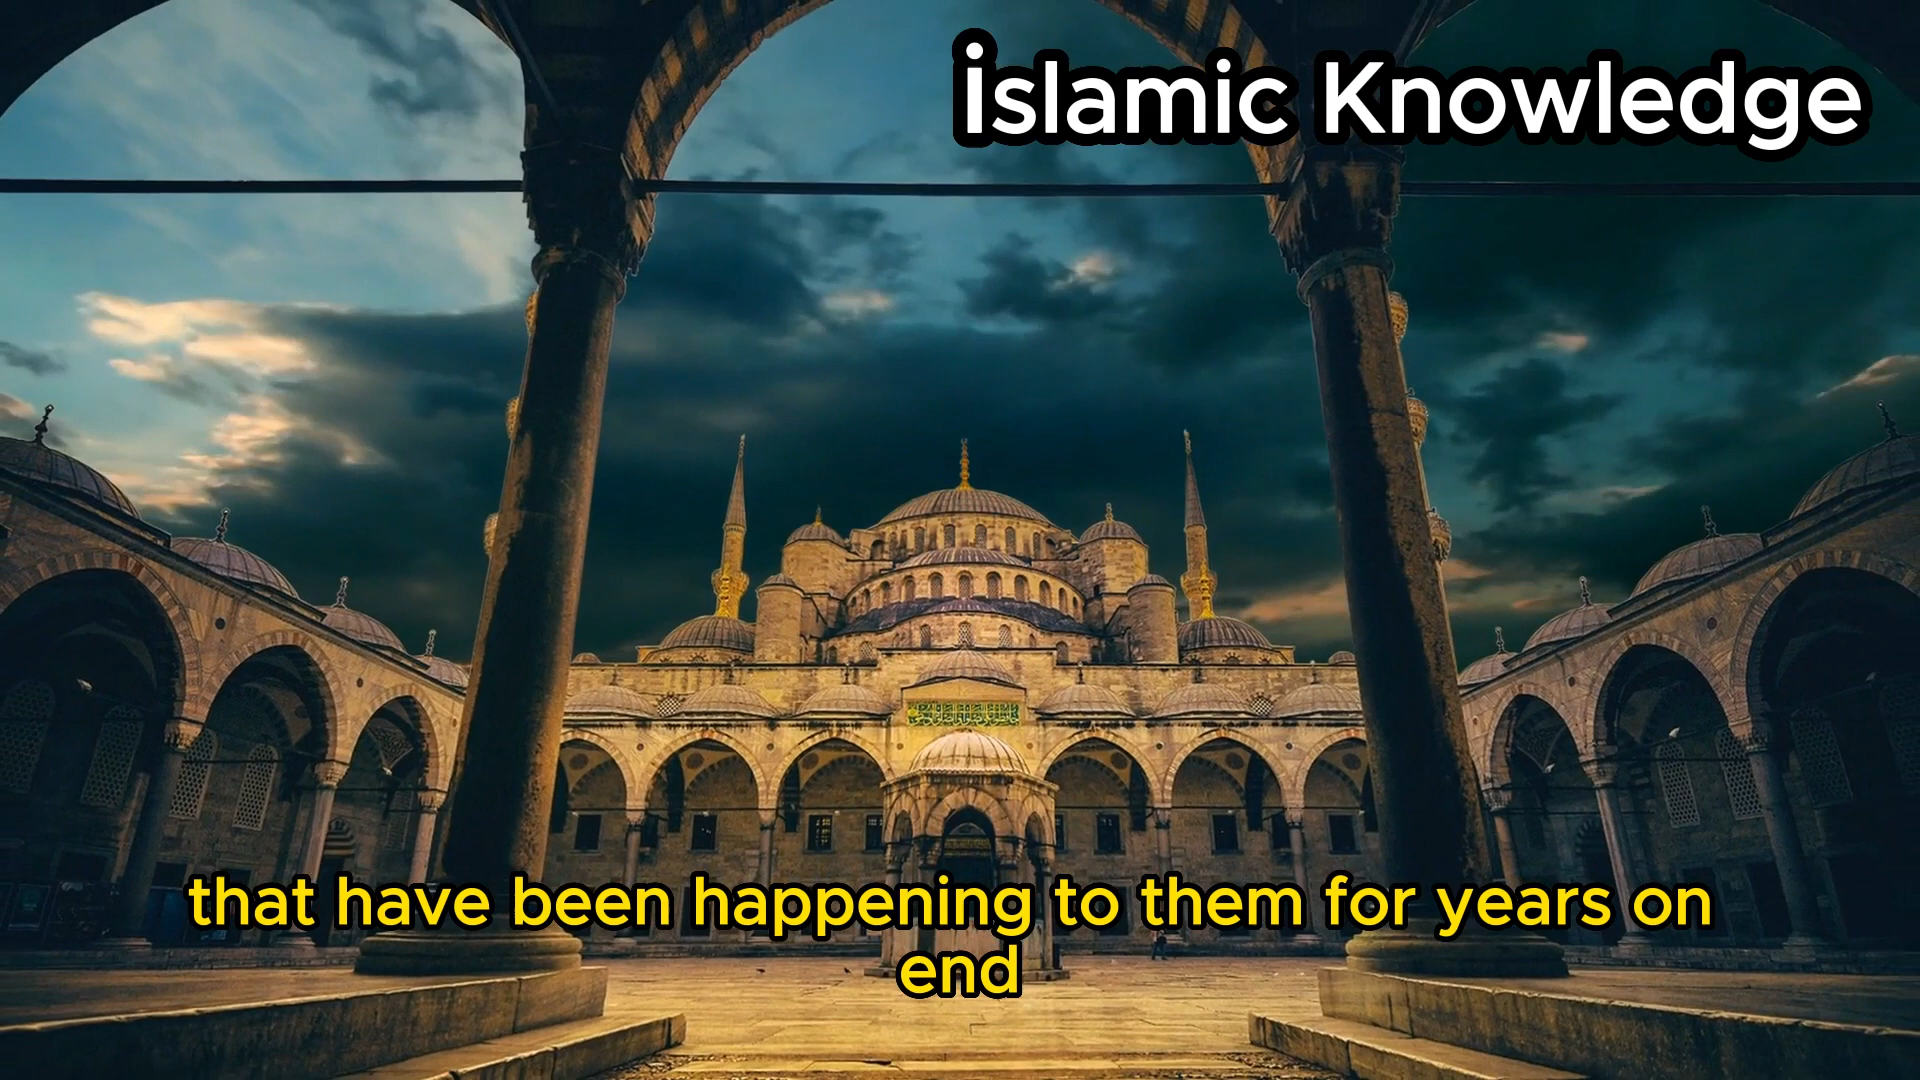 İslamic Knowledge
that have been happening to them for years on
end